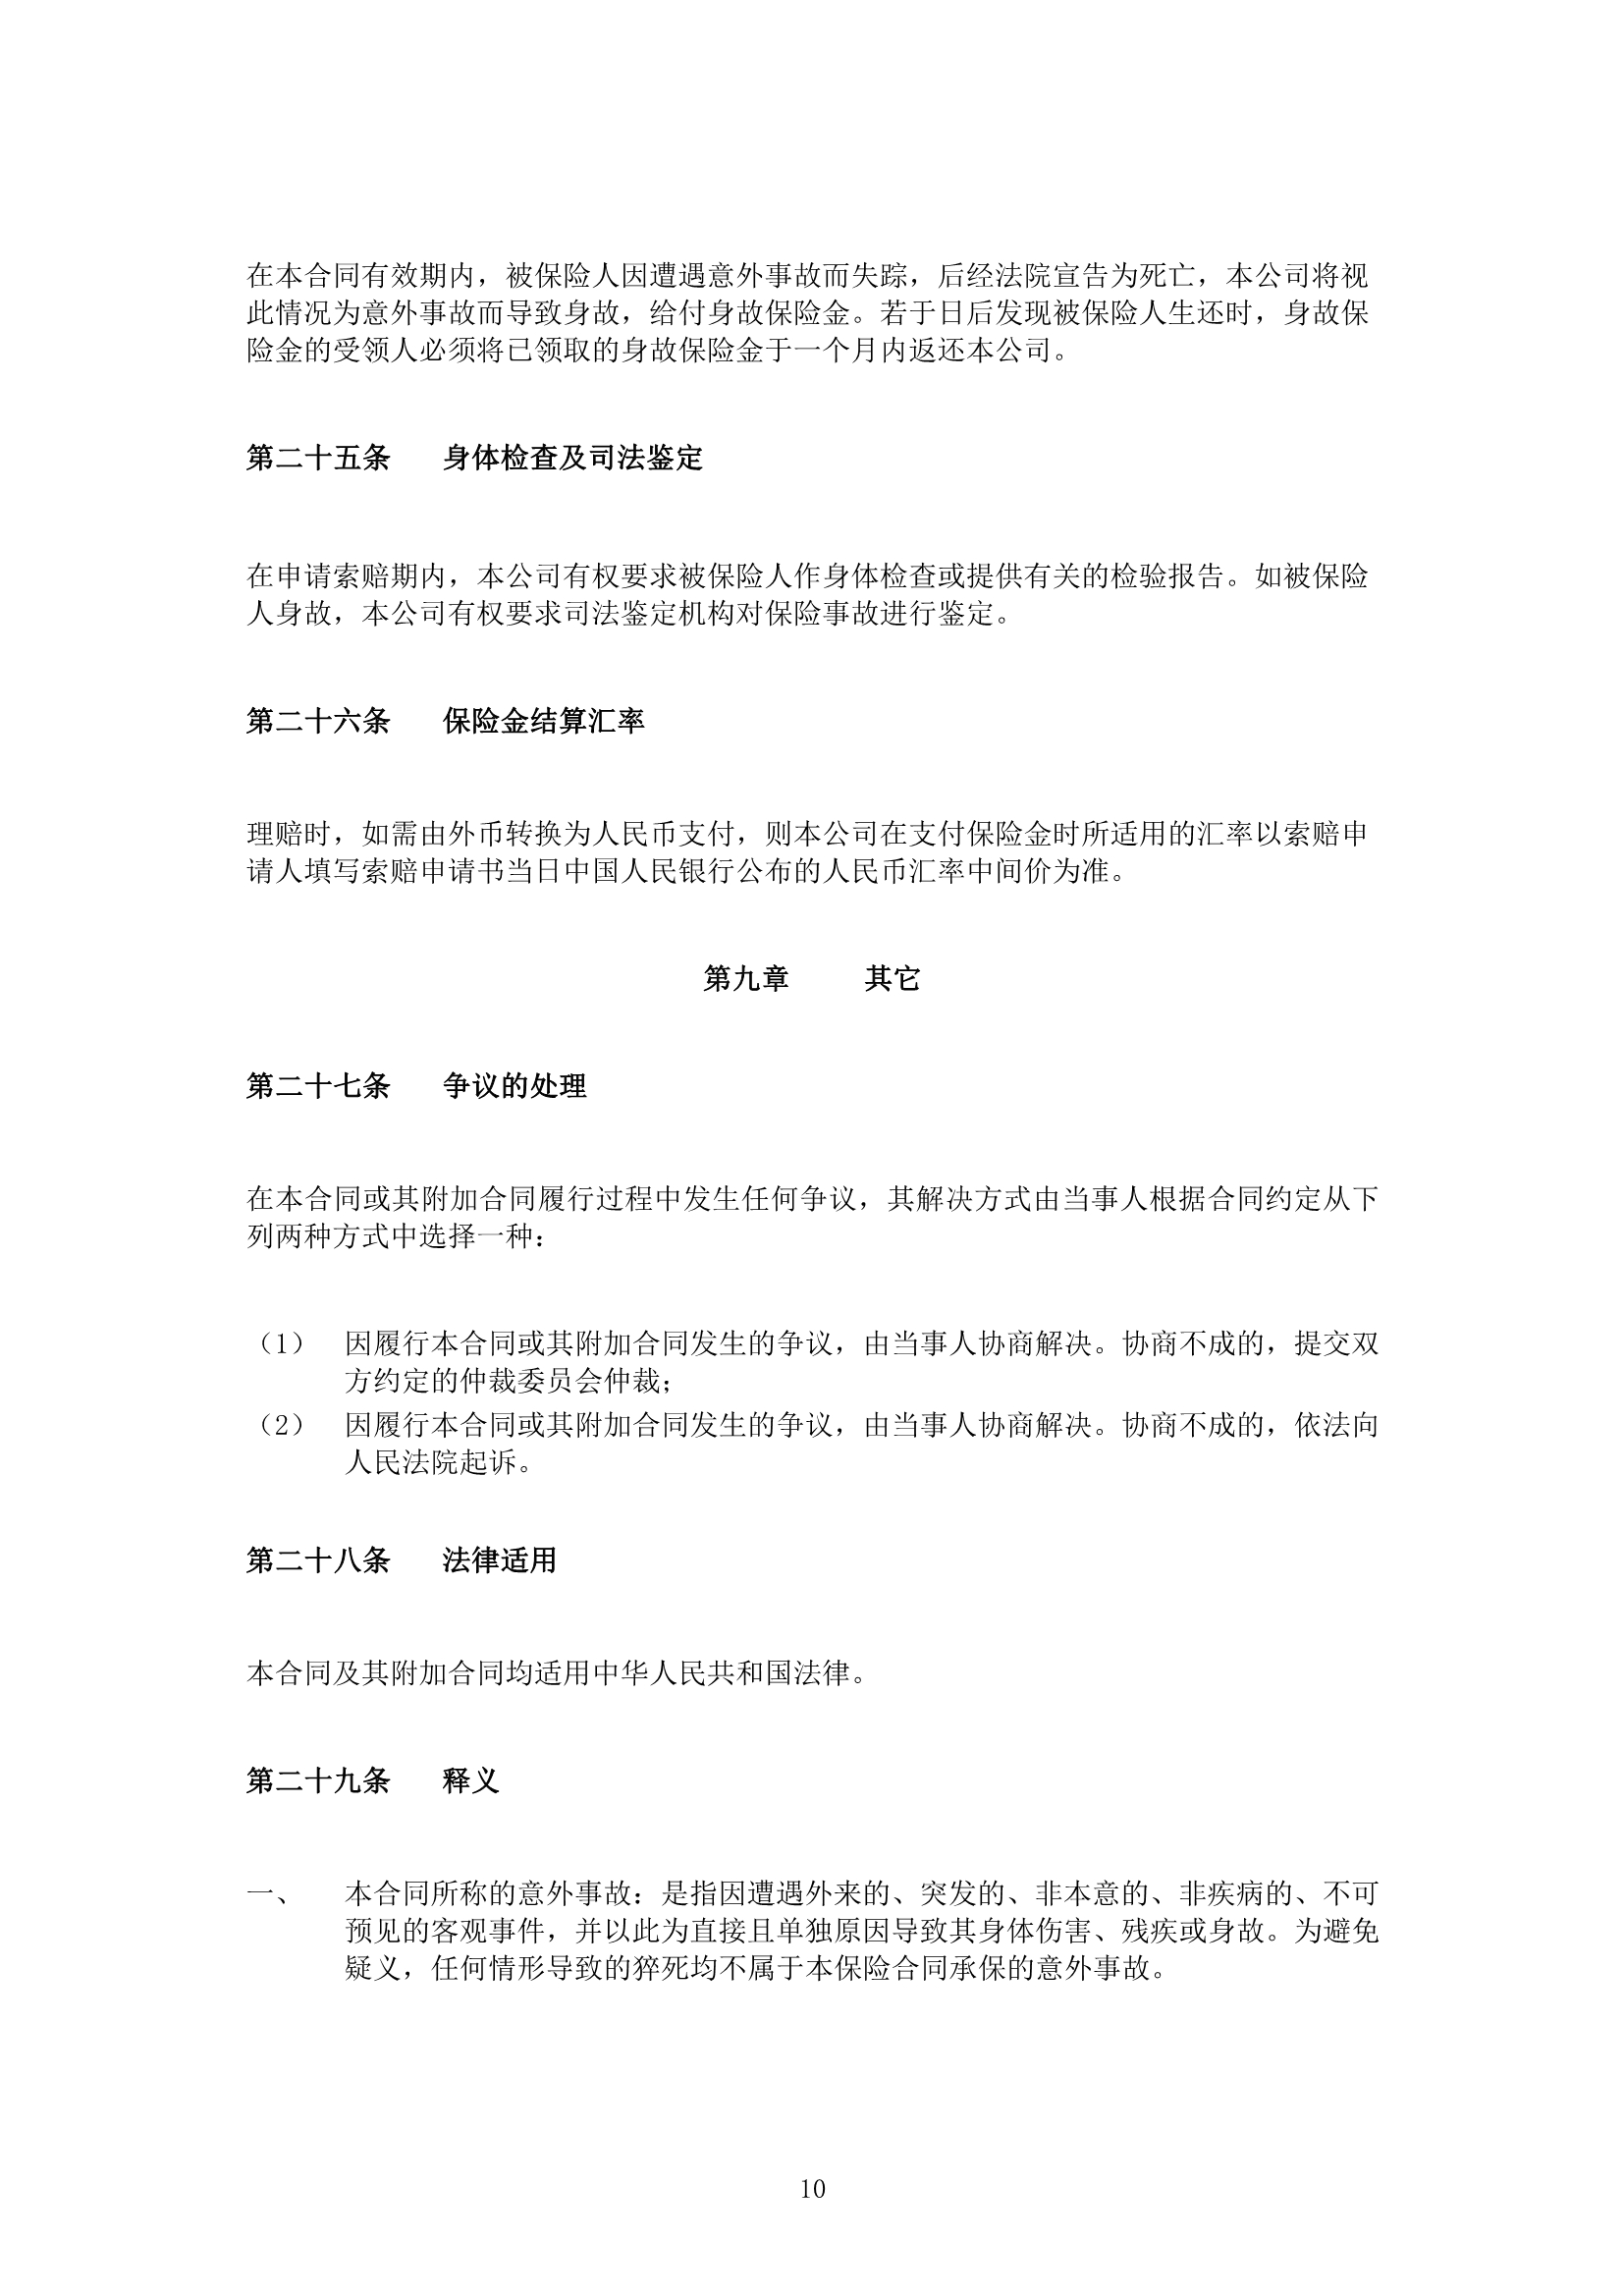 在本合同有效期内，被保险人因遭遇意外事故而失踪，后经法院宣告为死亡，本公司将视
此情况为意外事故而导致身故，给付身故保险金。若于日后发现被保险人生还时，身故保
险金的受领人必须将已领取的身故保险金于一个月内返还本公司。
第二十五条 身体检查及司法鉴定
在申请索赔期内，本公司有权要求被保险人作身体检查或提供有关的检验报告。如被保险
人身故，本公司有权要求司法鉴定机构对保险事故进行鉴定。
第二十六条 保险金结算汇率
理赔时，如需由外币转换为人民币支付，则本公司在支付保险金时所适用的汇率以索赔申
请人填写索赔申请书当日中国人民银行公布的人民币汇率中间价为准。
第九章 其它
第二十七条 争议的处理
在本合同或其附加合同履行过程中发生任何争议，其解决方式由当事人根据合同约定从下
列两种方式中选择一种：
（1） 因履行本合同或其附加合同发生的争议，由当事人协商解决。协商不成的，提交双
方约定的仲裁委员会仲裁；
（2） 因履行本合同或其附加合同发生的争议，由当事人协商解决。协商不成的，依法向
人民法院起诉。
第二十八条 法律适用
本合同及其附加合同均适用中华人民共和国法律。
第二十九条 释义
一、 本合同所称的意外事故：是指因遭遇外来的、突发的、非本意的、非疾病的、不可
预见的客观事件，并以此为直接且单独原因导致其身体伤害、残疾或身故。为避免
疑义，任何情形导致的猝死均不属于本保险合同承保的意外事故。
10